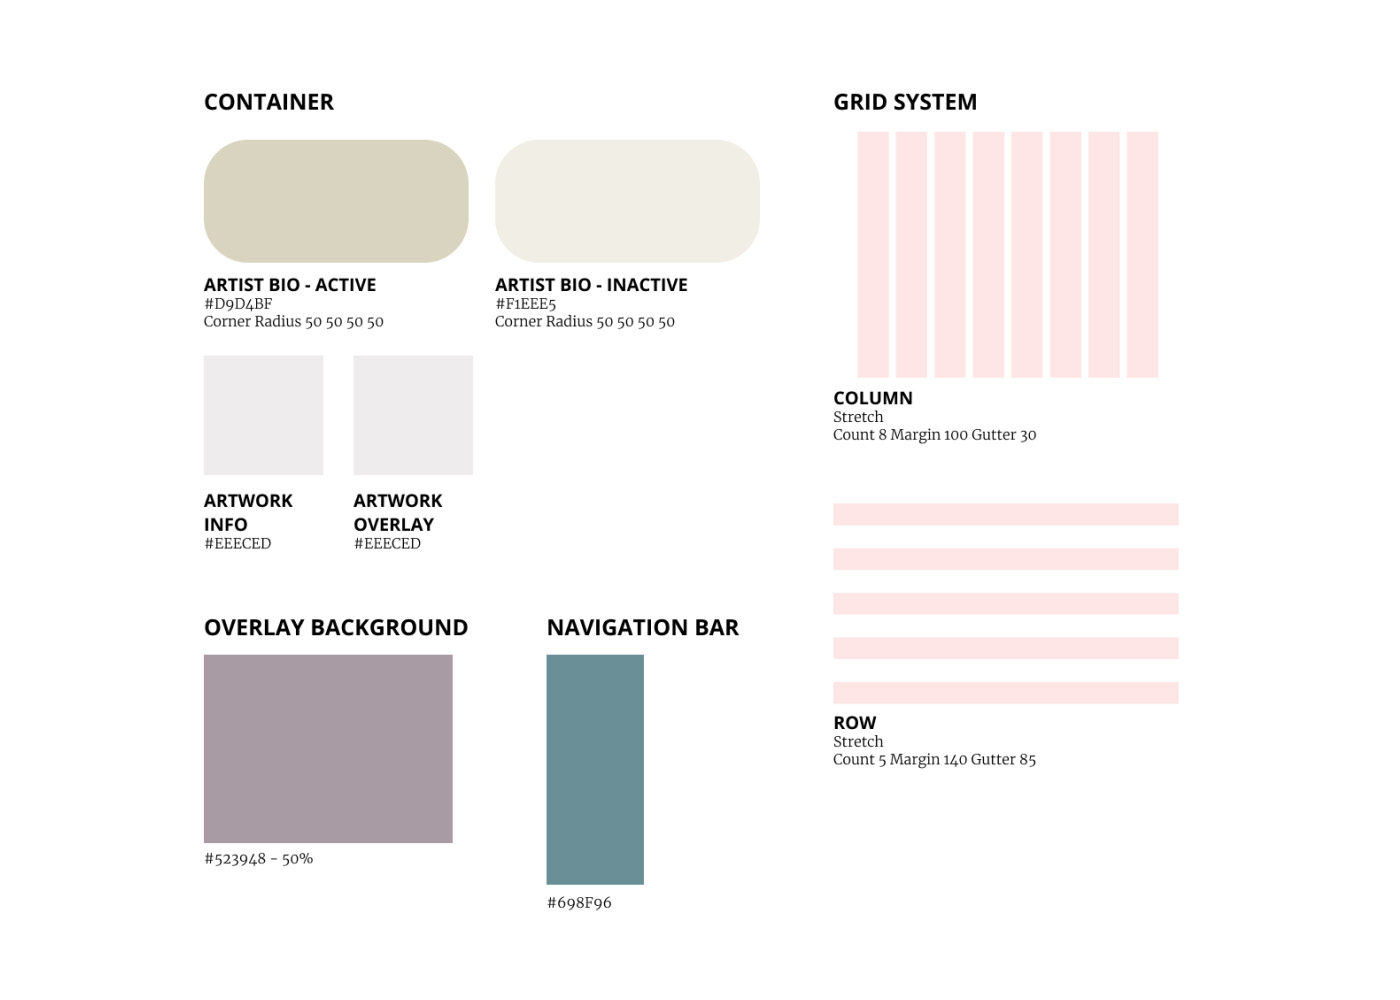 CONTAINER
ARTIST BIO - ACTIVE
#D9D4BF
Corner Radius 50 50 50 50
ARTIST BIO - INACTIVE
#F1EEE5
Corner Radius 50 50 50 50
ARTWORK
INFO
#EEECED
ARTWORK
OVERLAY
#EEECED
OVERLAY BACKGROUND
#523948 - 50%
NAVIGATION BAR
#698F96
GRID SYSTEM
COLUMN
Stretch
Count 8 Margin 100 Gutter 30
ROW
Stretch
Count 5 Margin 140 Gutter 85